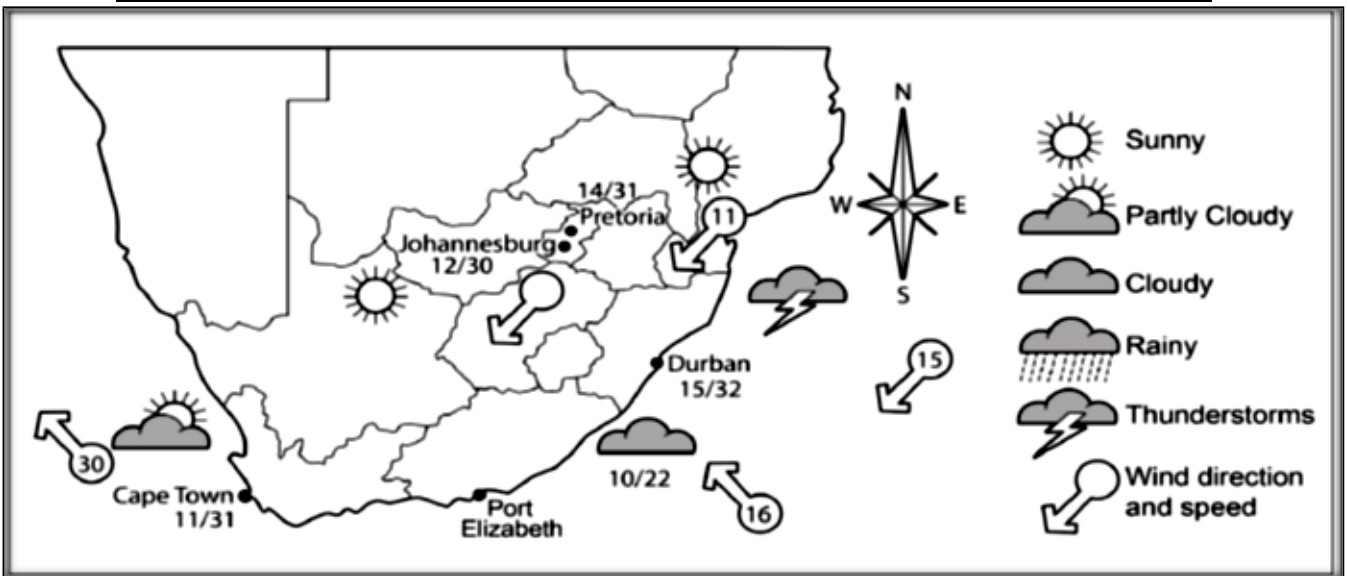 N
W
E
S
14/31
Pretoria
Johannesburg
12/30
11
Durban
15/32
15
30
Cape Town
11/31
Port
Elizabeth
10/22
16
Sunny
Partly Cloudy
Cloudy
Rainy
Thunderstorms
Wind direction
and speed